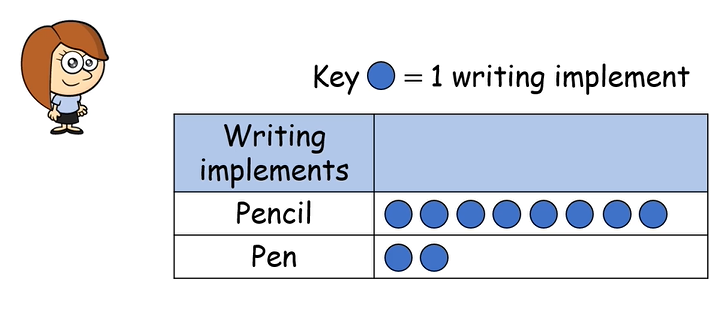 Key = 1 writing implement
Writing
implements
Pencil
Pen